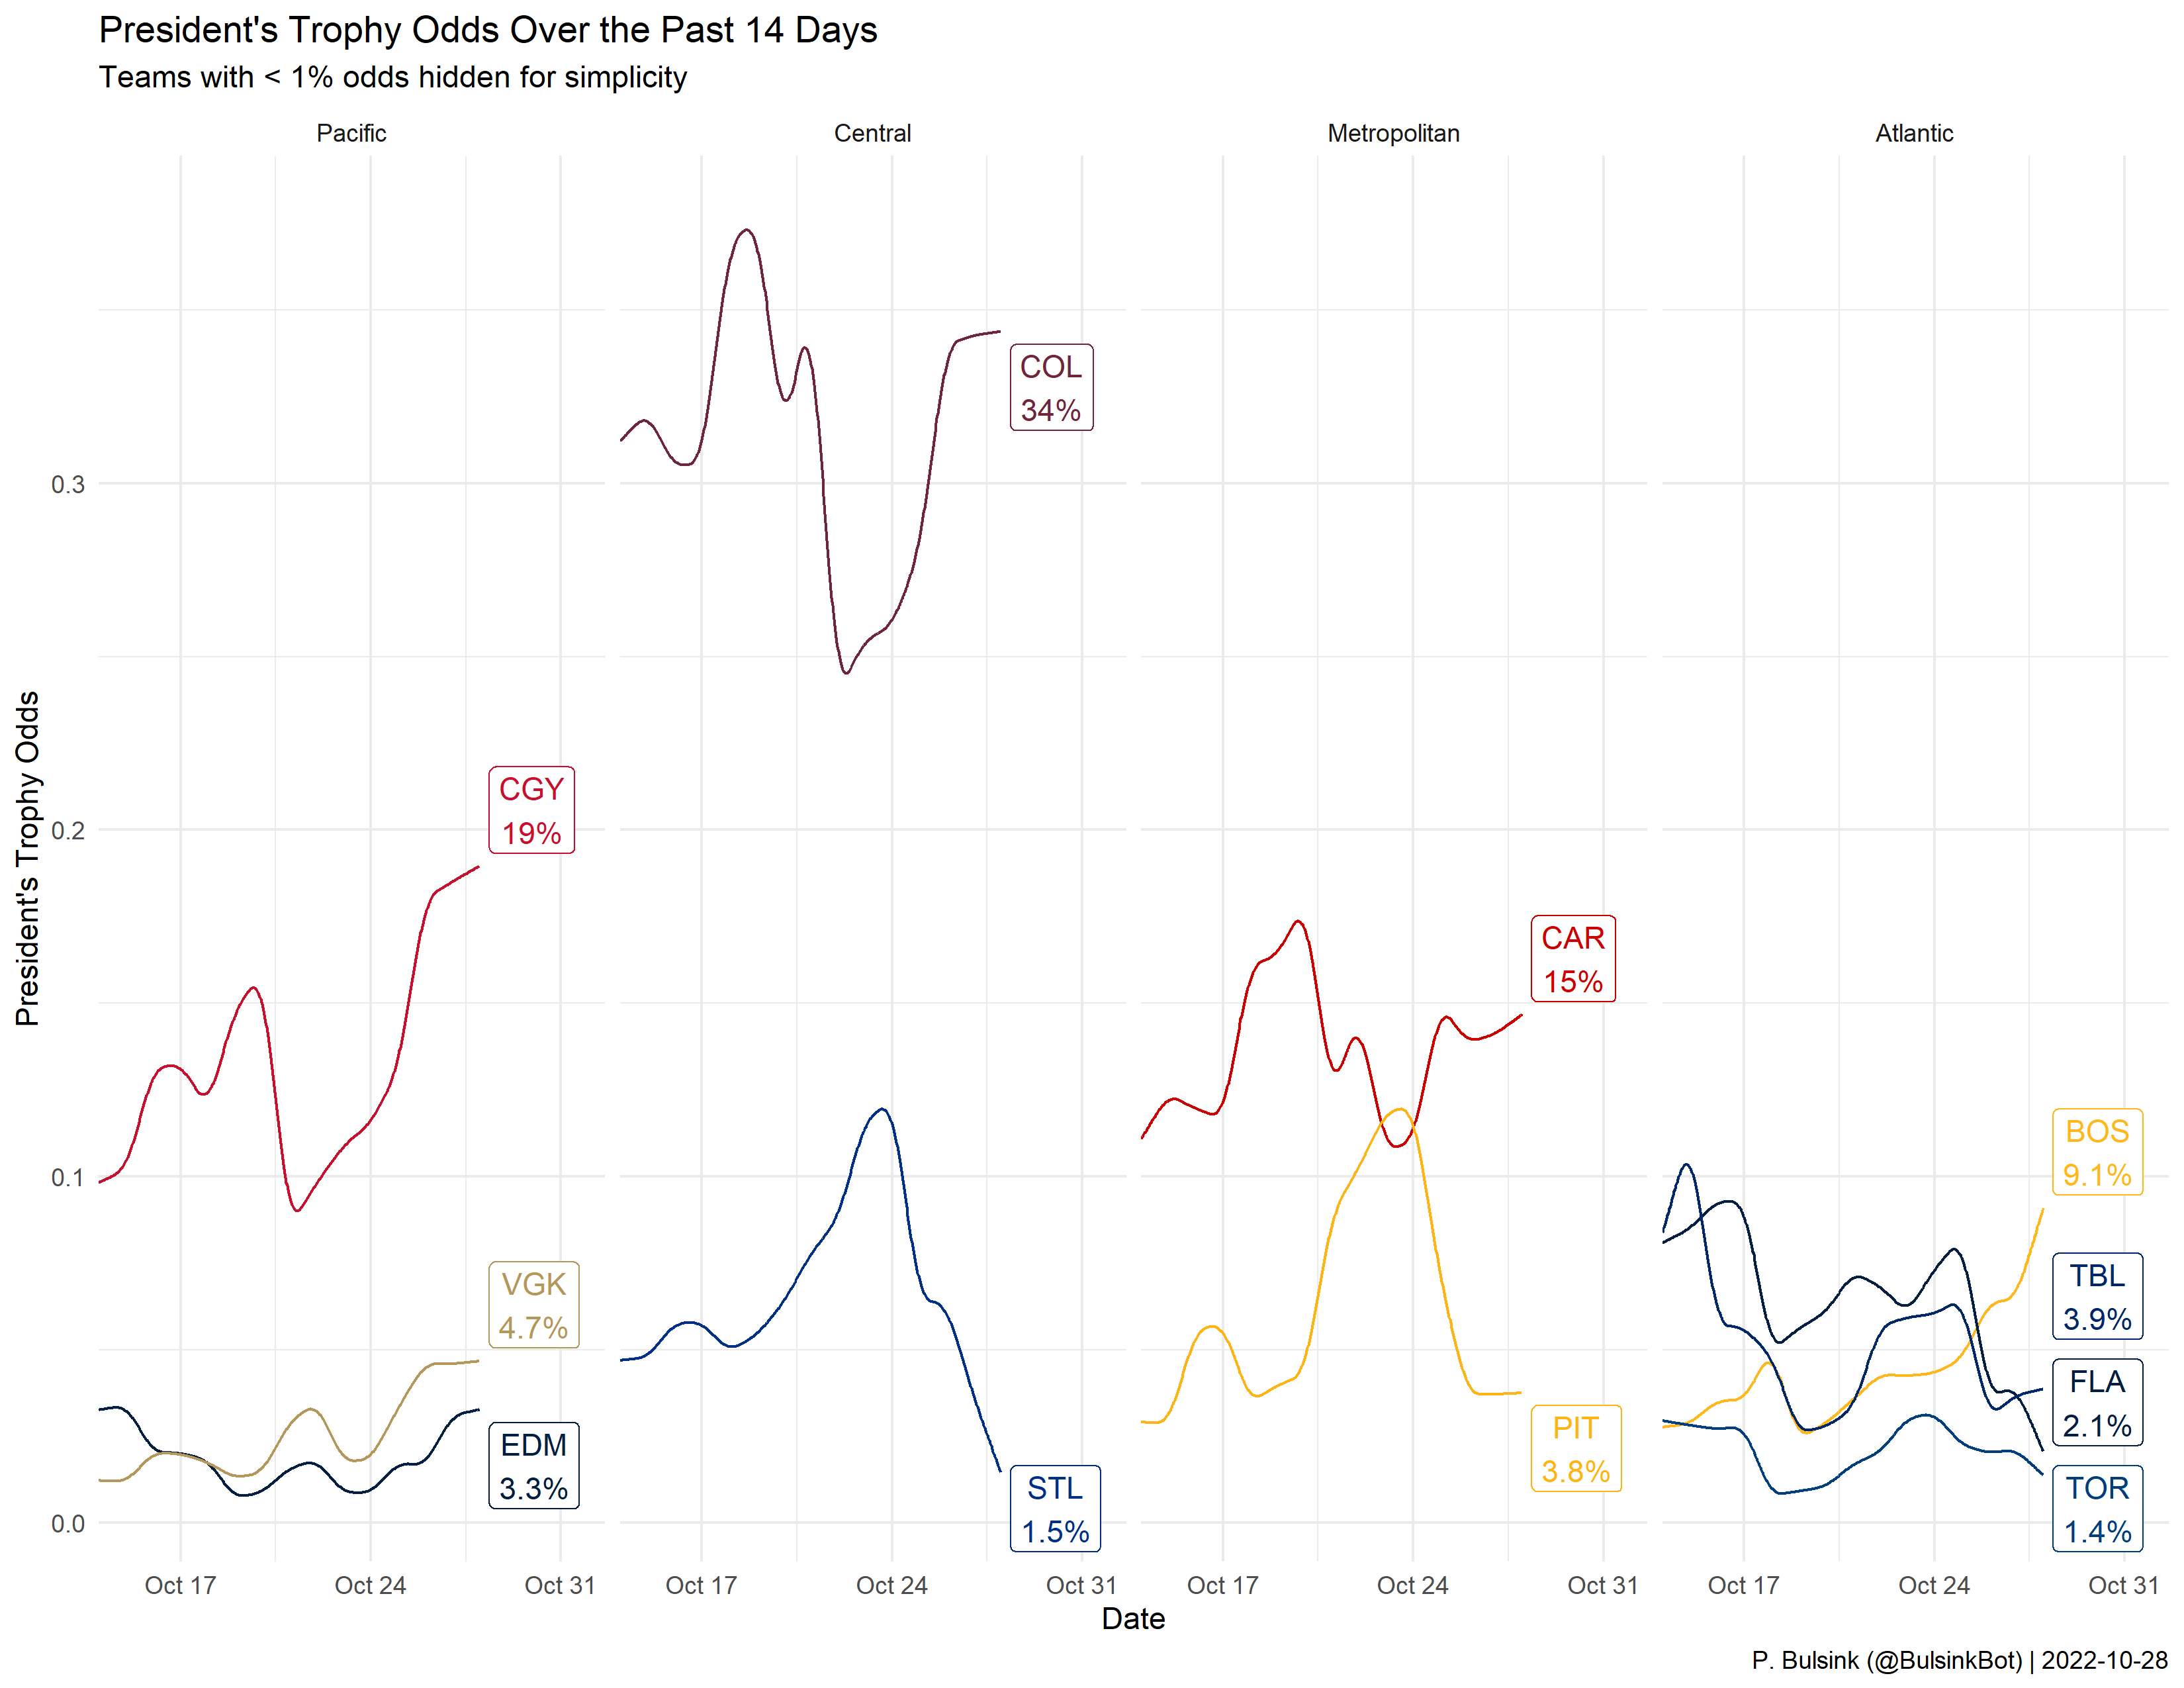 President's Trophy Odds Over the Past 14 Days
Teams with < 1% odds hidden for simplicity
Pacific
Central
Metropolitan
Atlantic
President's Trophy Odds
0.3
0.2
0.1
0.0
CGY
19%
VGK
4.7%
EDM
3.3%
COL
34%
STL
1.5%
CAR
15%
PIT
3.8%
BOS
9.1%
TBL
3.9%
FLA
2.1%
TOR
1.4%
Oct 17 Oct 24 Oct 31 Oct 17 Oct 24 Oct 31 Oct 17 Oct 24 Oct 31 Oct 17 Oct 24 Oct 31
Date
P. Bulsink (@BulsinkBot) | 2022-10-28